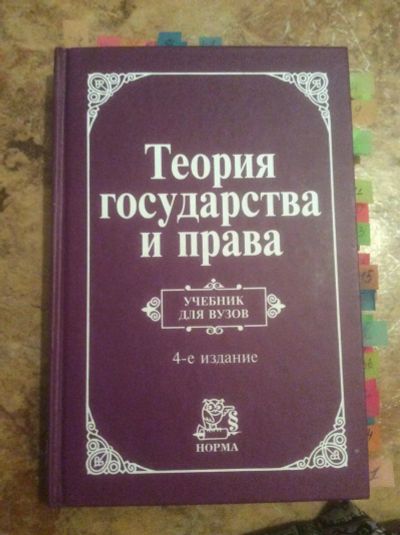 Теория
государства
и права
УЧЕБНИК
ДЛЯ ВУЗОВ
4-е издание
НОРМА